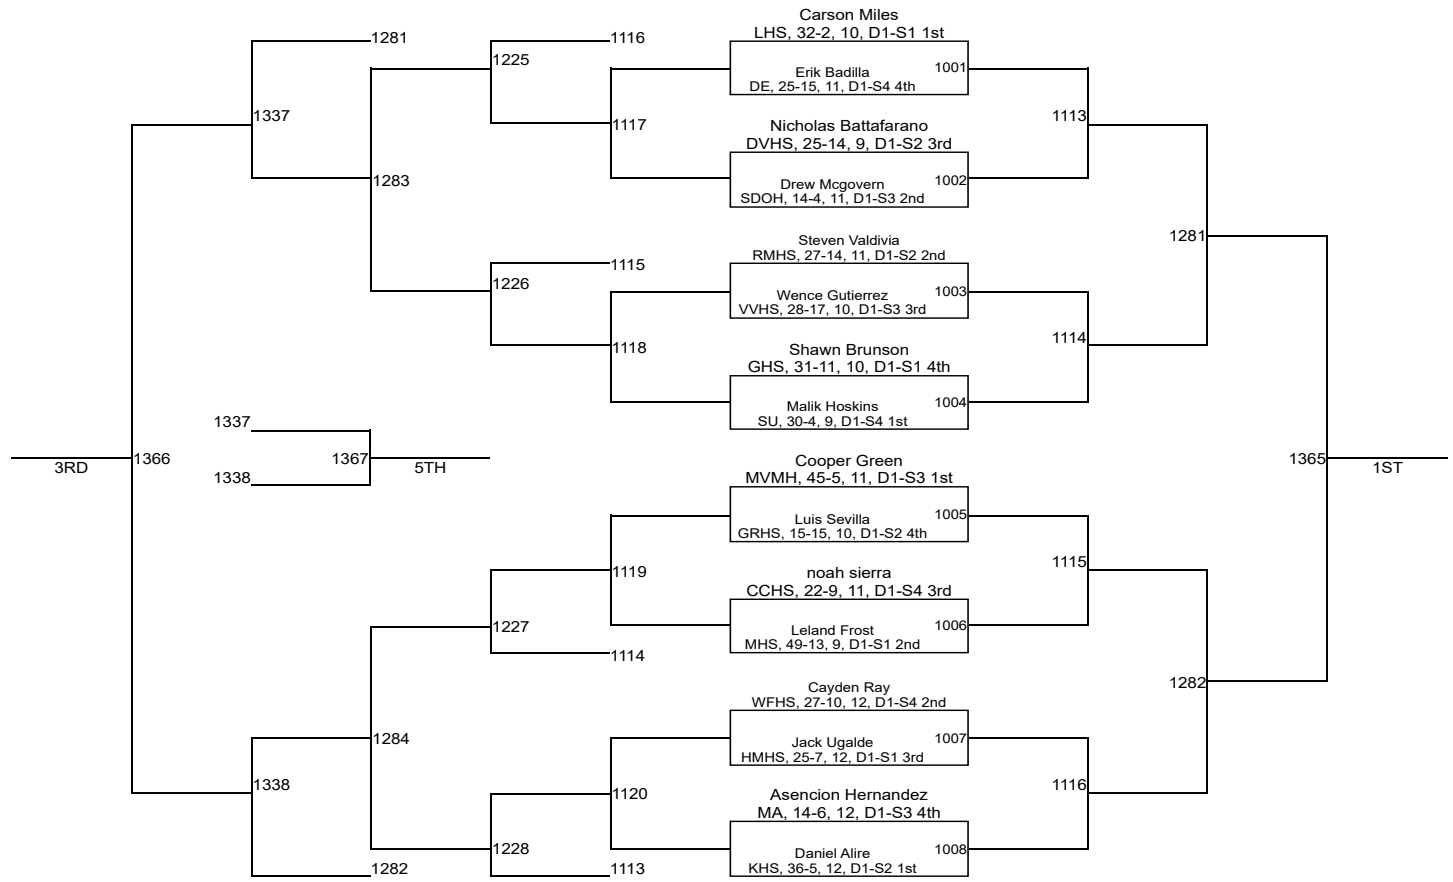 Carson Miles
LHS, 32-2, 10, D1-S1 1st
1281
1116
1225
Erik Badilla
1001
DE, 25-15, 11, D1-S4 4th
1337
1113
1117
Nicholas Battafarano
DVHS, 25-14, 9, D1-S2 3rd
1283
Drew Mcgovern
1002
SDOH, 14-4, 11, D1-S3 2nd
1281
Steven Valdivia
RMHS, 27-14, 11, D1-S2 2nd
1115
1226
Wence Gutierrez
1003
VVHS, 28-17, 10, D1-S3 3rd
1114
1118
Shawn Brunson
GHS, 31-11, 10, D1-S1 4th
Malik Hoskins
1004
SU, 30-4, 9, D1-S4 1st
1337
1366
1367
3RD
5TH
1338
1365
1ST
Cooper Green
MVMH, 45-5, 11, D1-S3 1st
Luis Sevilla
1005
GRHS, 15-15, 10, D1-S2 4th
1115
1119
noah sierra
CCHS, 22-9, 11, D1-S4 3rd
1227
Leland Frost
1006
MHS, 49-13, 9, D1-S1 2nd
1114
1282
Cayden Ray
WFHS, 27-10, 12, D1-S4 2nd
1284
Jack Ugalde
1007
HMHS, 25-7, 12, D1-S1 3rd
1338
1116
1120
Asencion Hernandez
MA, 14-6, 12, D1-S3 4th
1228
Daniel Alire
1008
KHS, 36-5, 12, D1-S2 1st
1282
1113